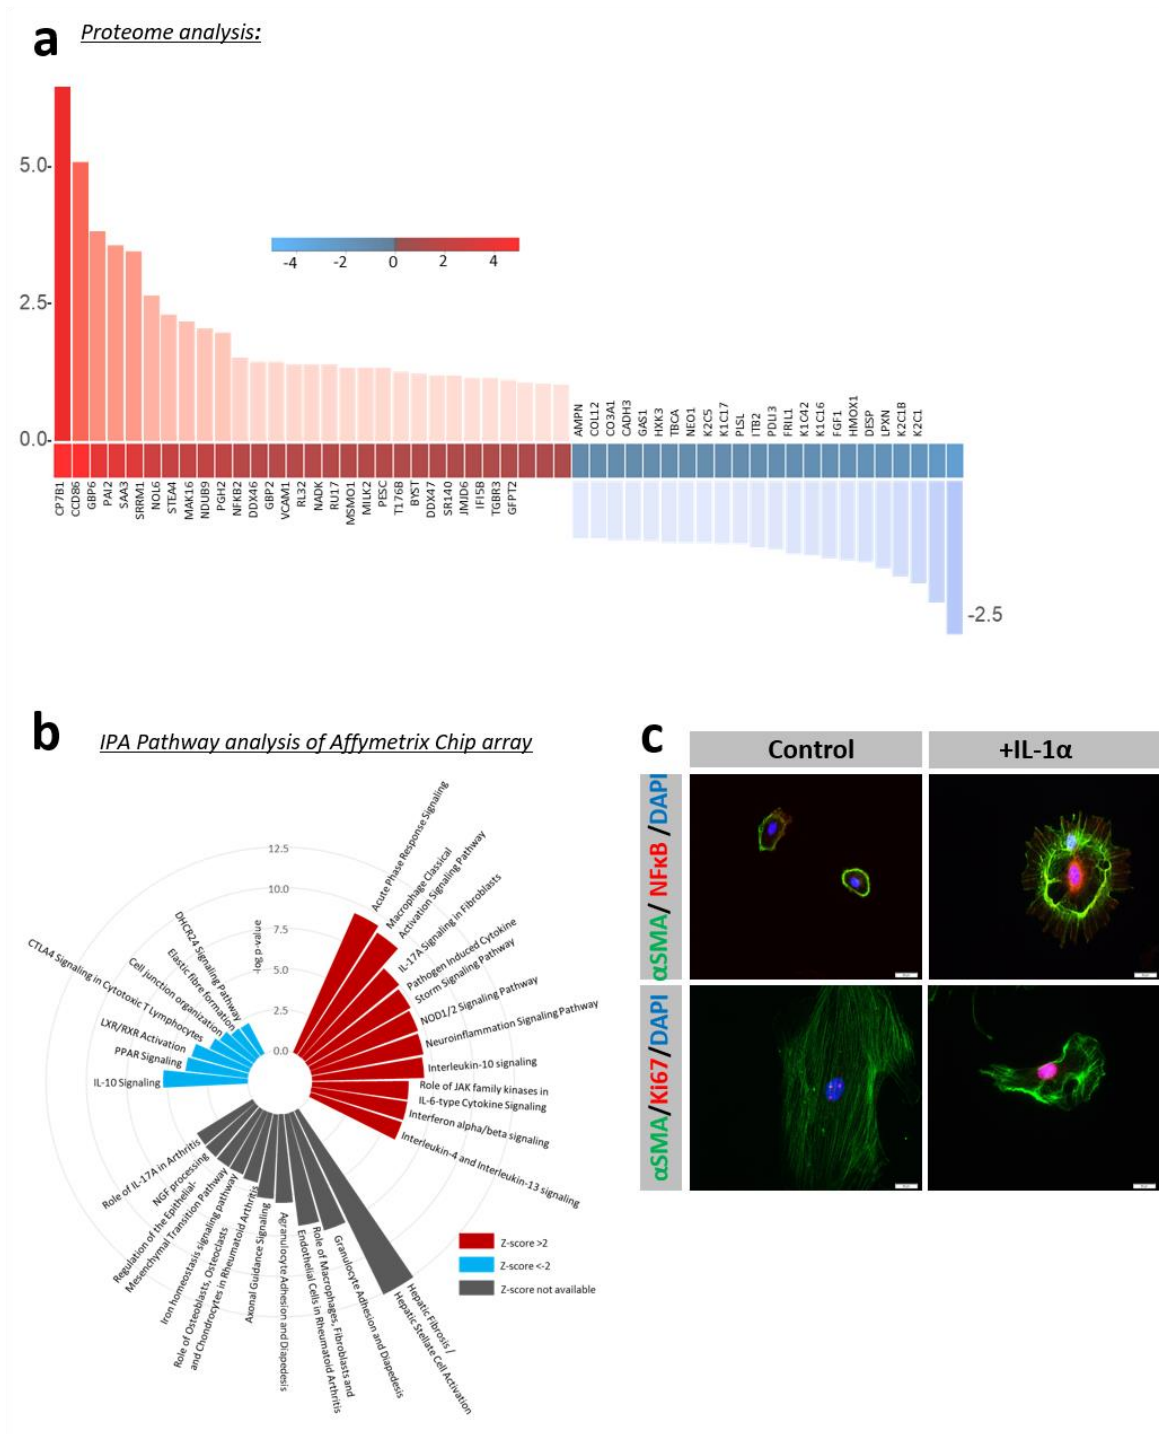 a
Proteome analysis:
5.0-
2.5-
0.0-
-4 -2 0 2 4
AMPN
COL12
CO3A1
CADH3
GAS1
HXK3
TBCA
NEO1
K2C5
K1C17
PLSL
ITB2
PDLI3
FRIL1
K1C42
K1C16
FGF1
HMOX1
DESP
LPXN
K2C1B
K2C1
CP7B1
CCD86
GBP6
PAI2
SAA3
SRRM1
NOL6
STEA4
MAK16
NDUB9
PGH2
NFKB2
DDX46
GBP2
VCAM1
RL32
NADK
RU17
MSMO1
MILK2
PESC
T176B
BYST
DDX47
SR140
JMJD6
IFI5B
TGBR3
GFPT2
-2.5
b
IPA Pathway analysis of Affymetrix Chip array
12.5
10.0
7.5
5.0
2.5
0.0
-log p-value
Acute Phase Response Signaling
Macrophage Classical
Activation Signaling Pathway
IL-17A Signaling in Fibroblasts
Pathogen Induced Cytokine
Storm Signaling Pathway
NOD1/2 Signaling Pathway
Neuroinflammation Signaling Pathway
Interleukin-10 signaling
Role of JAK family kinases in
IL-6-type Cytokine Signaling
Interferon alpha/beta signaling
Interleukin-4 and Interleukin-13 signaling
Hepatic Fibrosis /
Hepatic Stellate Cell Activation
Granulocyte Adhesion and Diapedesis
Role of Macrophages, Fibroblasts and
Endothelial Cells in Rheumatoid Arthritis
Agranulocyte Adhesion and Diapedesis
Axonal Guidance Signaling
Role of Osteoblasts, Osteoclasts
and Chondrocytes in Rheumatoid Arthritis
Iron homeostasis signaling pathway
Regulation of the Epithelial-
Mesenchymal Transition Pathway
NGF processing
Role of IL-17A in Arthritis
IL-10 Signaling
PPAR Signaling
LXR/RXR Activation
CTLA4 Signaling in Cytotoxic T Lymphocytes
Cell junction organization
Elastic fibre formation
DHCR24 Signaling Pathway
Z-score >2
Z-score <-2
Z-score not available
c
Control
+IL-1α
αSMA/ NFκB /DAPI
αSMA/Ki67/DAPI